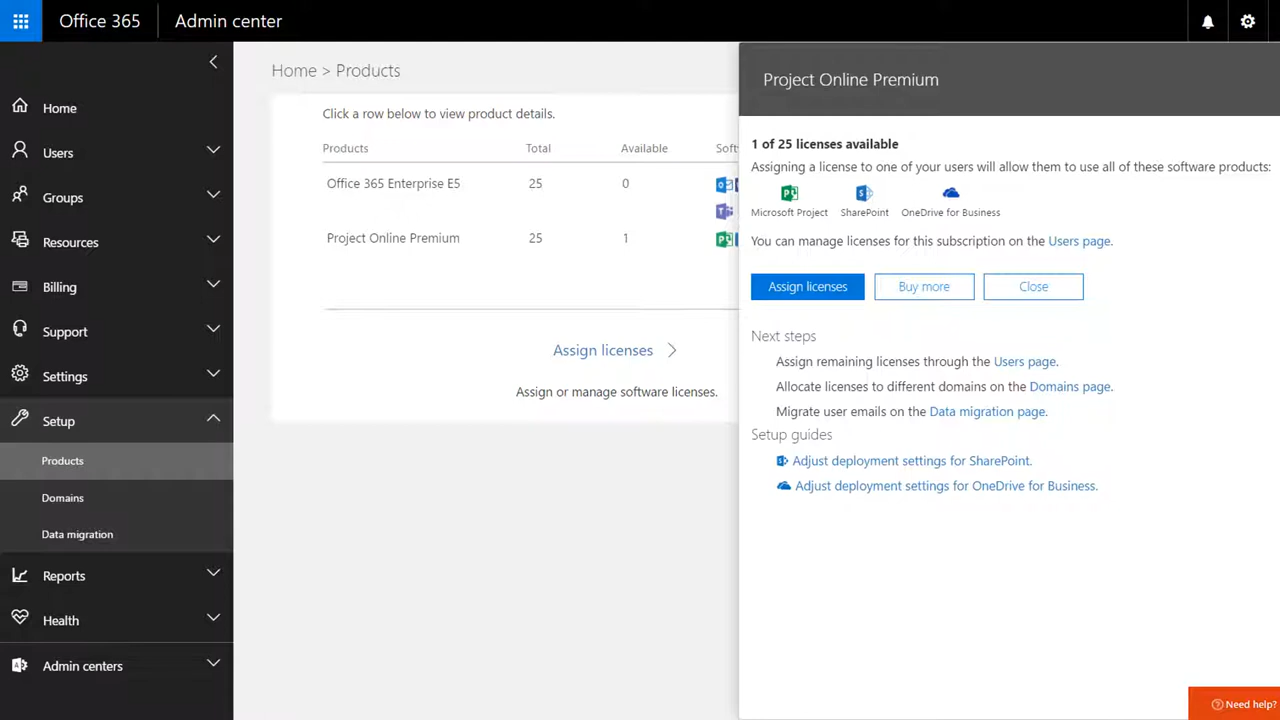 Office 365
Admin center
Home
Users
Groups
Resources
Billing
Support
Settings
Setup
Products
Domains
Data migration
Reports
Health
Admin centers
Home > Products
Click a row below to view product details.
Products Total Available Soft
Office 365 Enterprise E5 25 0
Project Online Premium 25 1
Assign licenses
Assign or manage software licenses.
Project Online Premium
1 of 25 licenses available
Assigning a license to one of your users will allow them to use all of these software products:
Microsoft Project SharePoint OneDrive for Business
You can manage licenses for this subscription on the Users page.
Assign licenses Buy more Close
Next steps
Assign remaining licenses through the Users page.
Allocate licenses to different domains on the Domains page.
Migrate user emails on the Data migration page.
Setup guides
Adjust deployment settings for SharePoint.
Adjust deployment settings for OneDrive for Business.
Need help?